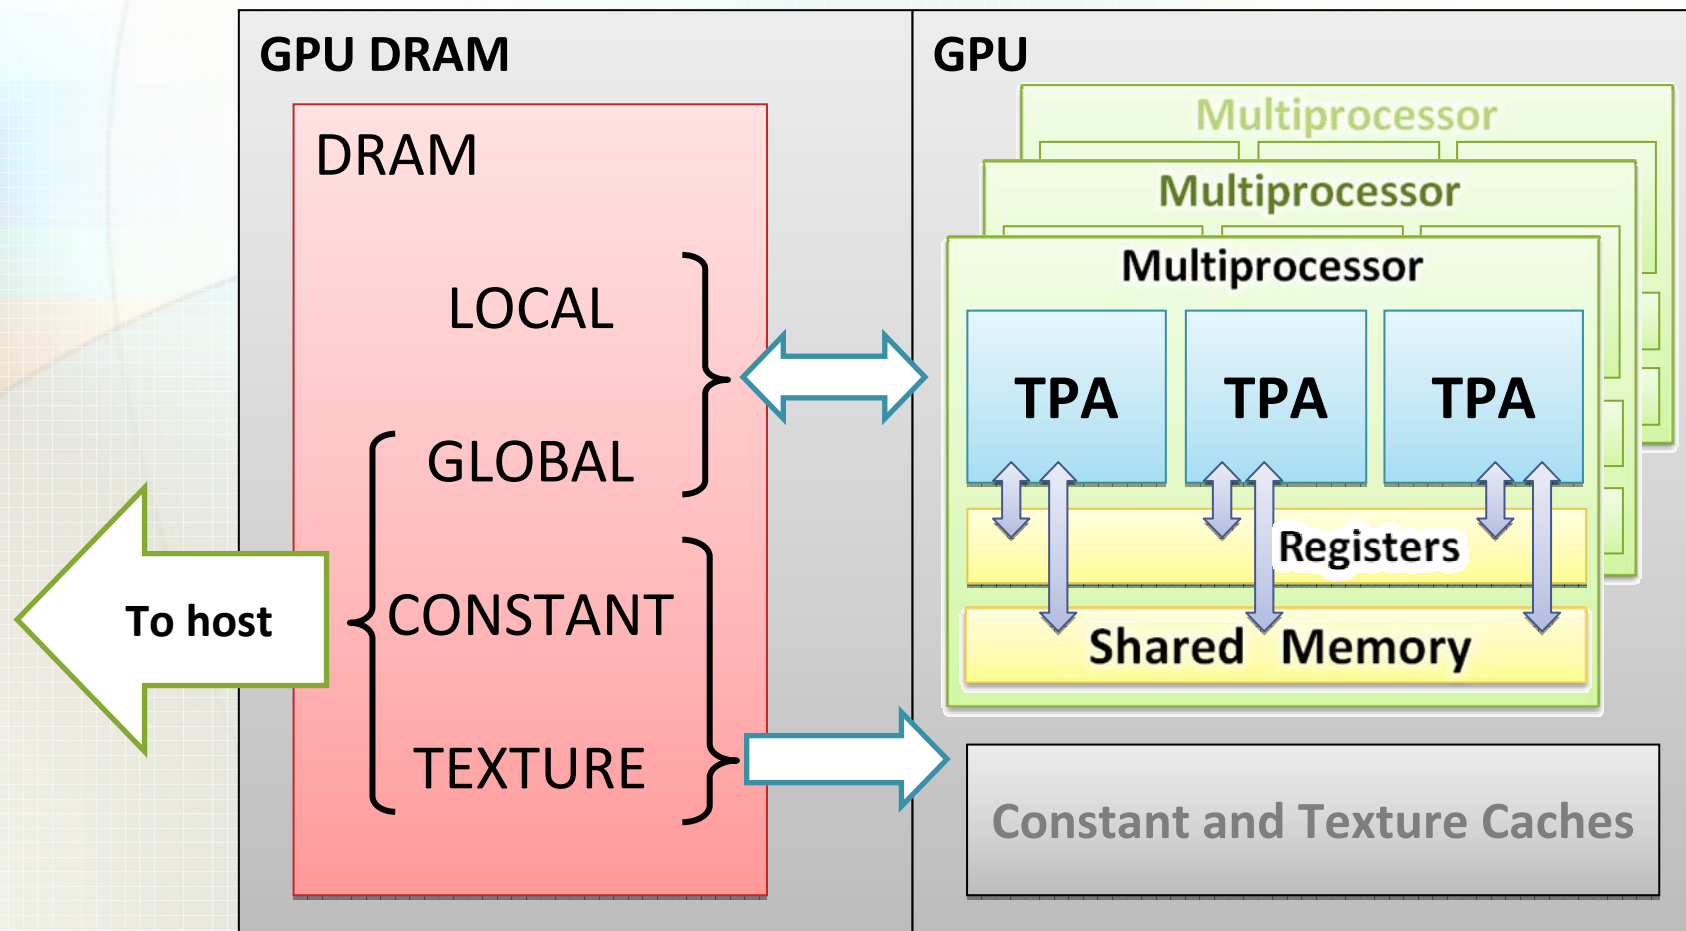 GPU DRAM
DRAM
LOCAL
GLOBAL
CONSTANT
TEXTURE
To host
GPU
Multiprocessor
Multiprocessor
Multiprocessor
TPA TPA TPA
Registers
Shared Memory
Constant and Texture Caches